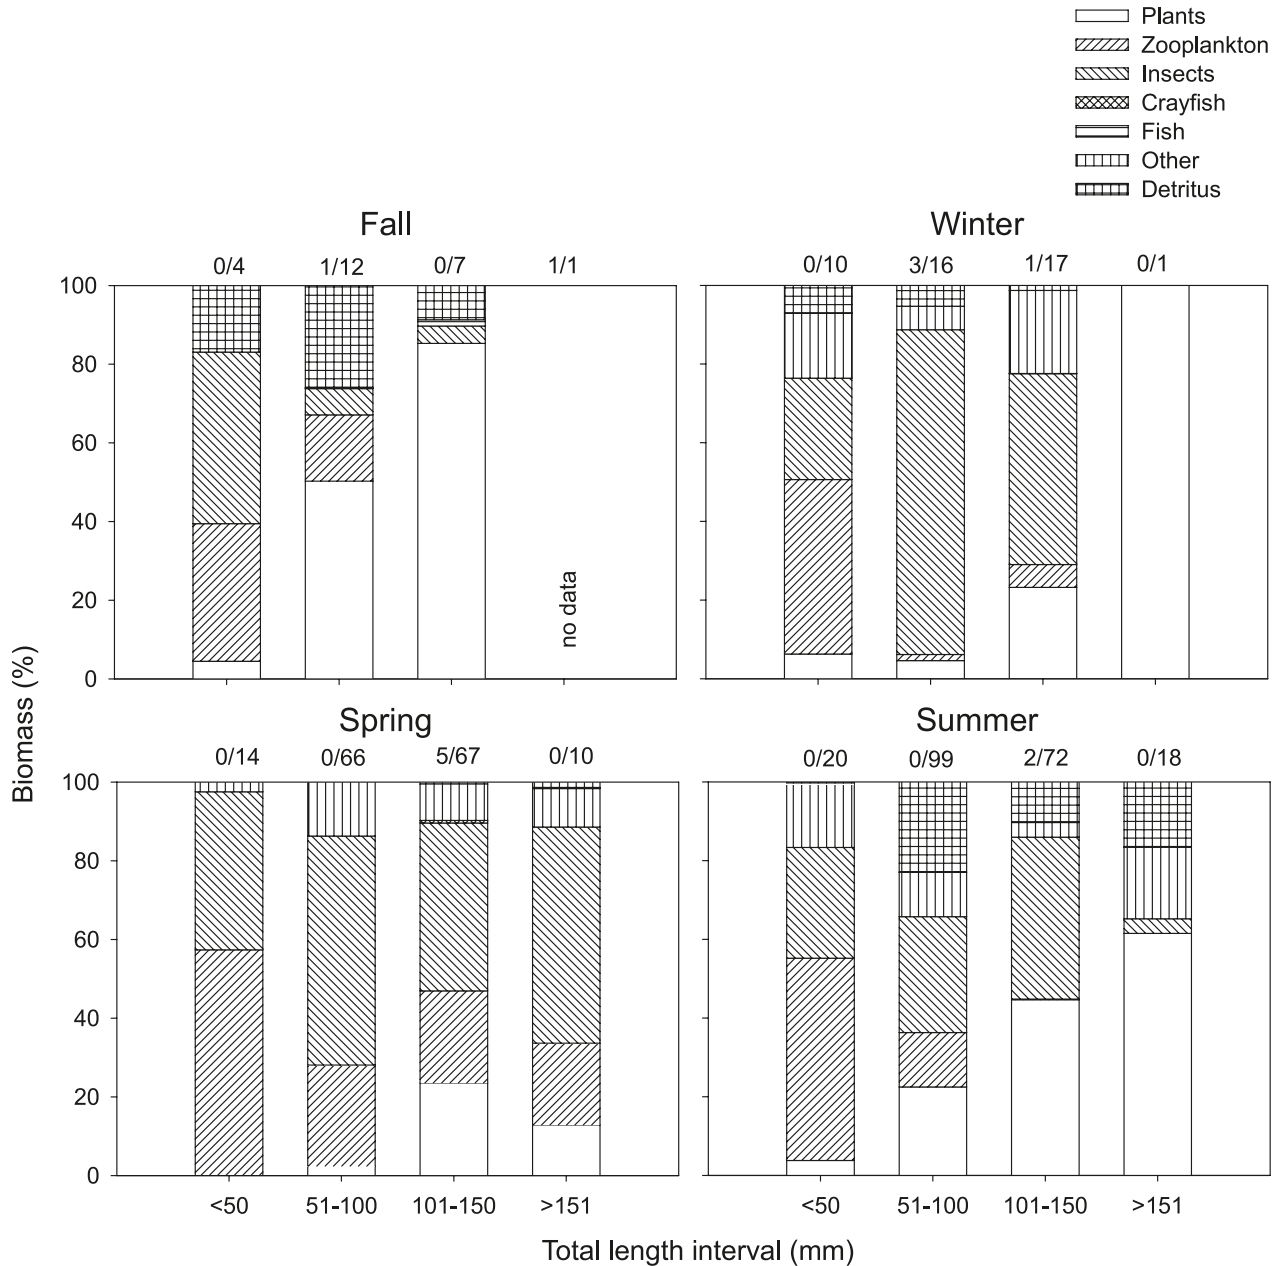 Plants
Zooplankton
Insects
Crayfish
Fish
Other
Detritus
Fall
0/4 1/12 0/7 1/1
100
80
60
40
20
0
no data
Winter
0/10 3/16 1/17 0/1
Biomass (%)
Spring
0/14 0/66 5/67 0/10
100
80
60
40
20
0
<50 51-100 101-150 >151
Summer
0/20 0/99 2/72 0/18
<50 51-100 101-150 >151
Total length interval (mm)